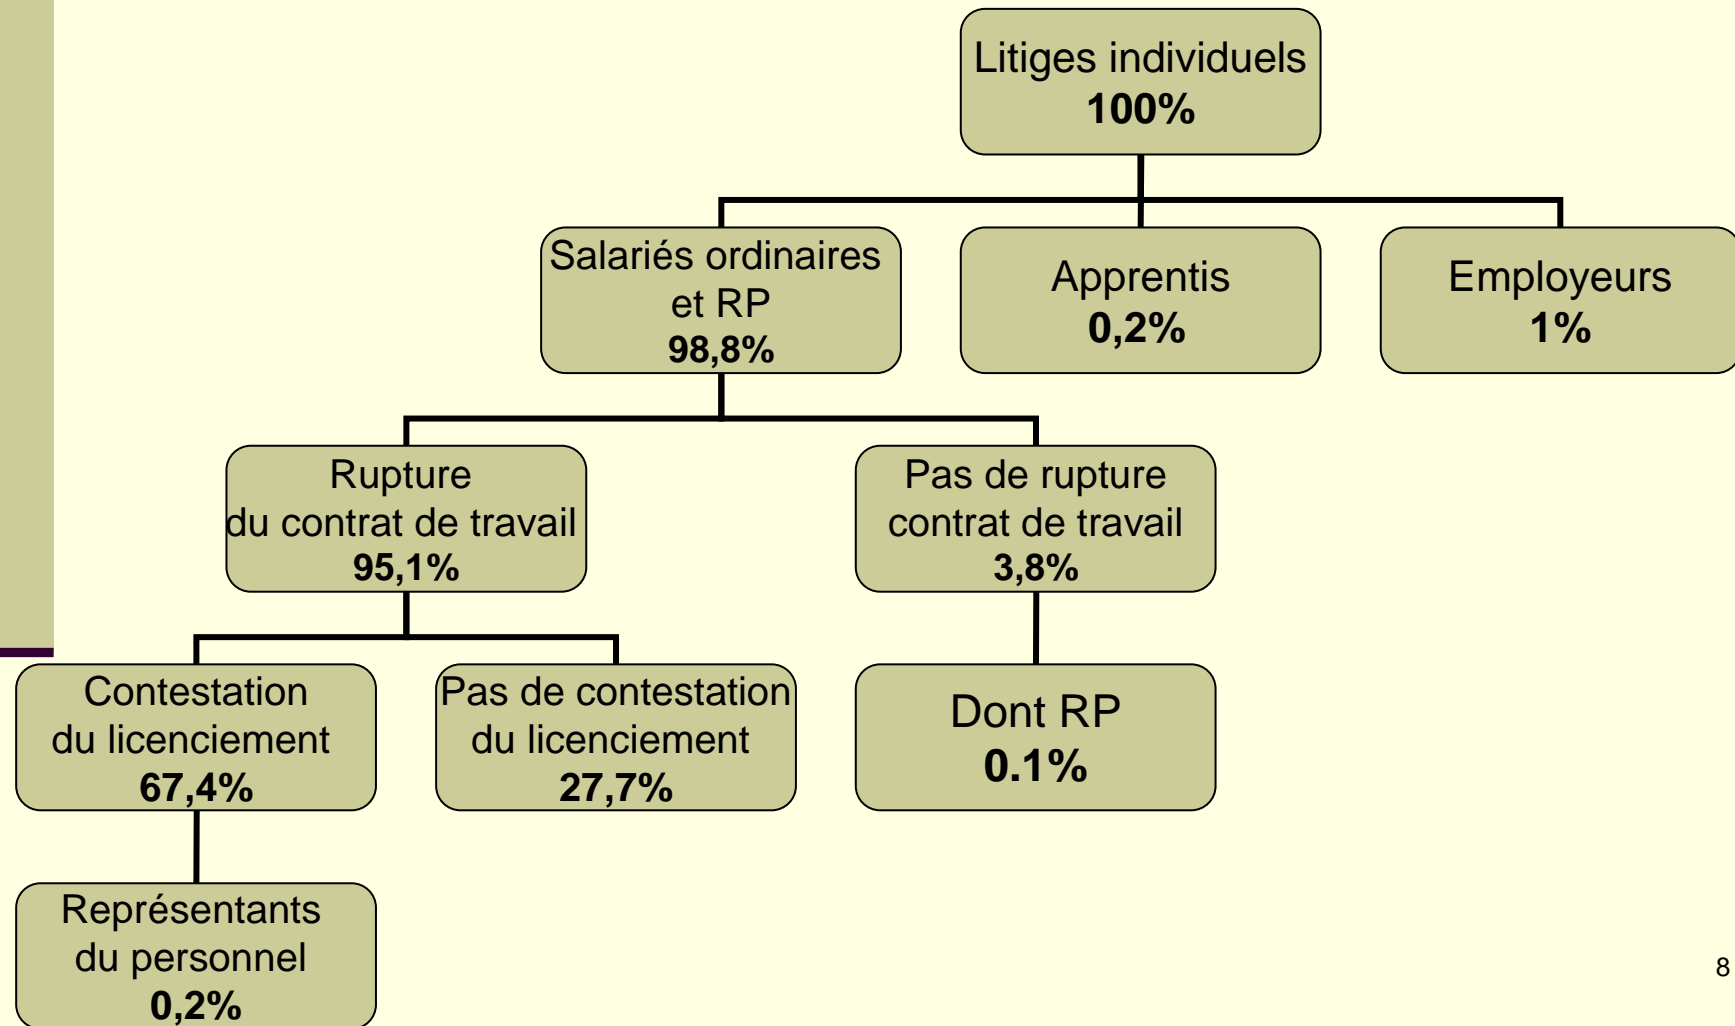 Litiges individuels
100%
Salariés ordinaires
et RP
98,8%
Apprentis
0,2%
Employeurs
1%
Rupture
du contrat de travail
95,1%
Pas de rupture
contrat de travail
3,8%
Contestation
du licenciement
67,4%
Pas de contestation
du licenciement
27,7%
Dont RP
0.1%
Représentants
du personnel
0,2%
8